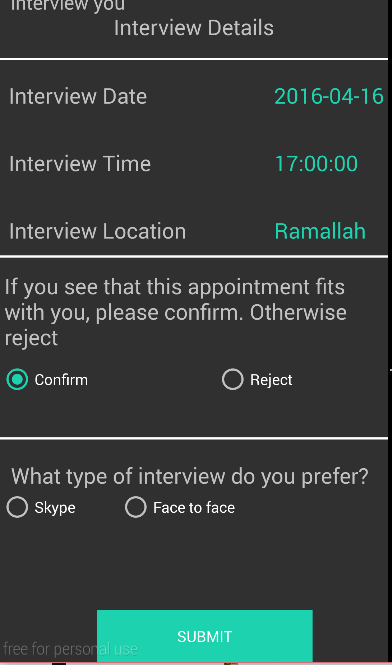 Interview you
Interview Details
Interview Date 2016-04-16
Interview Time 17:00:00
Interview Location Ramallah
If you see that this appointment fits
with you, please confirm. Otherwise
reject
Confirm Reject
What type of interview do you prefer?
Skype Face to face
SUBMIT
free for personal use